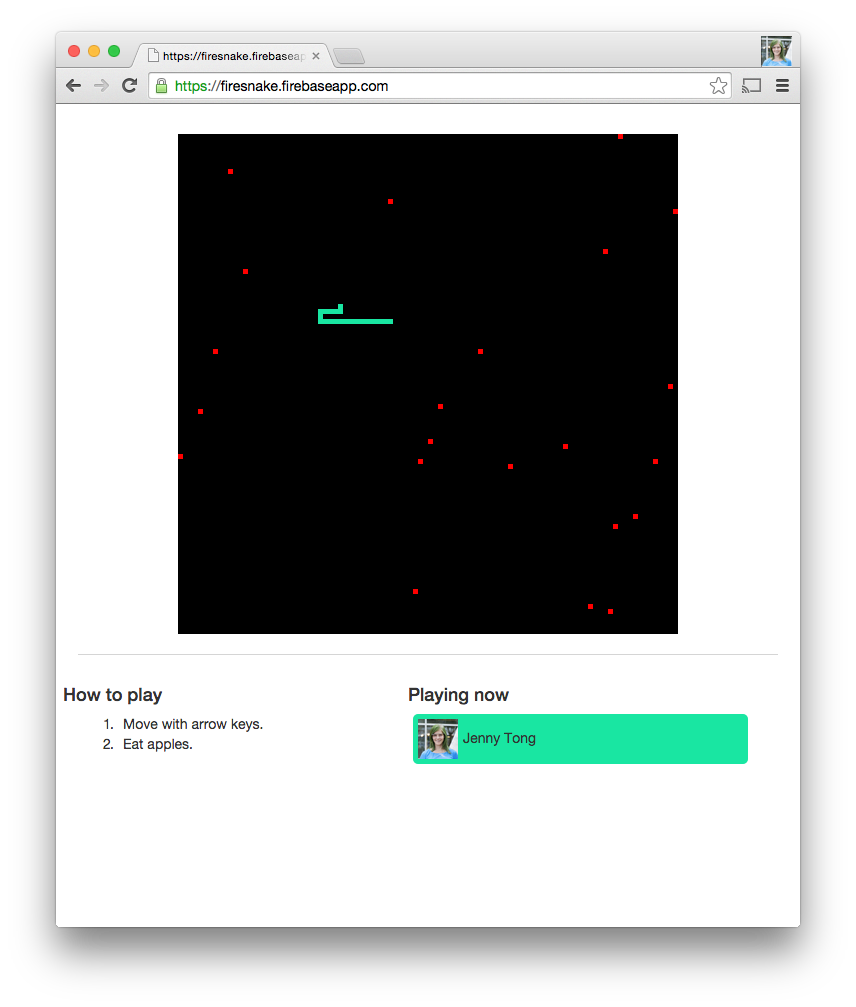 https://firesnake.firebaseap
https://firesnake.firebaseapp.com
How to play
1. Move with arrow keys.
2. Eat apples.
Playing now
Jenny Tong